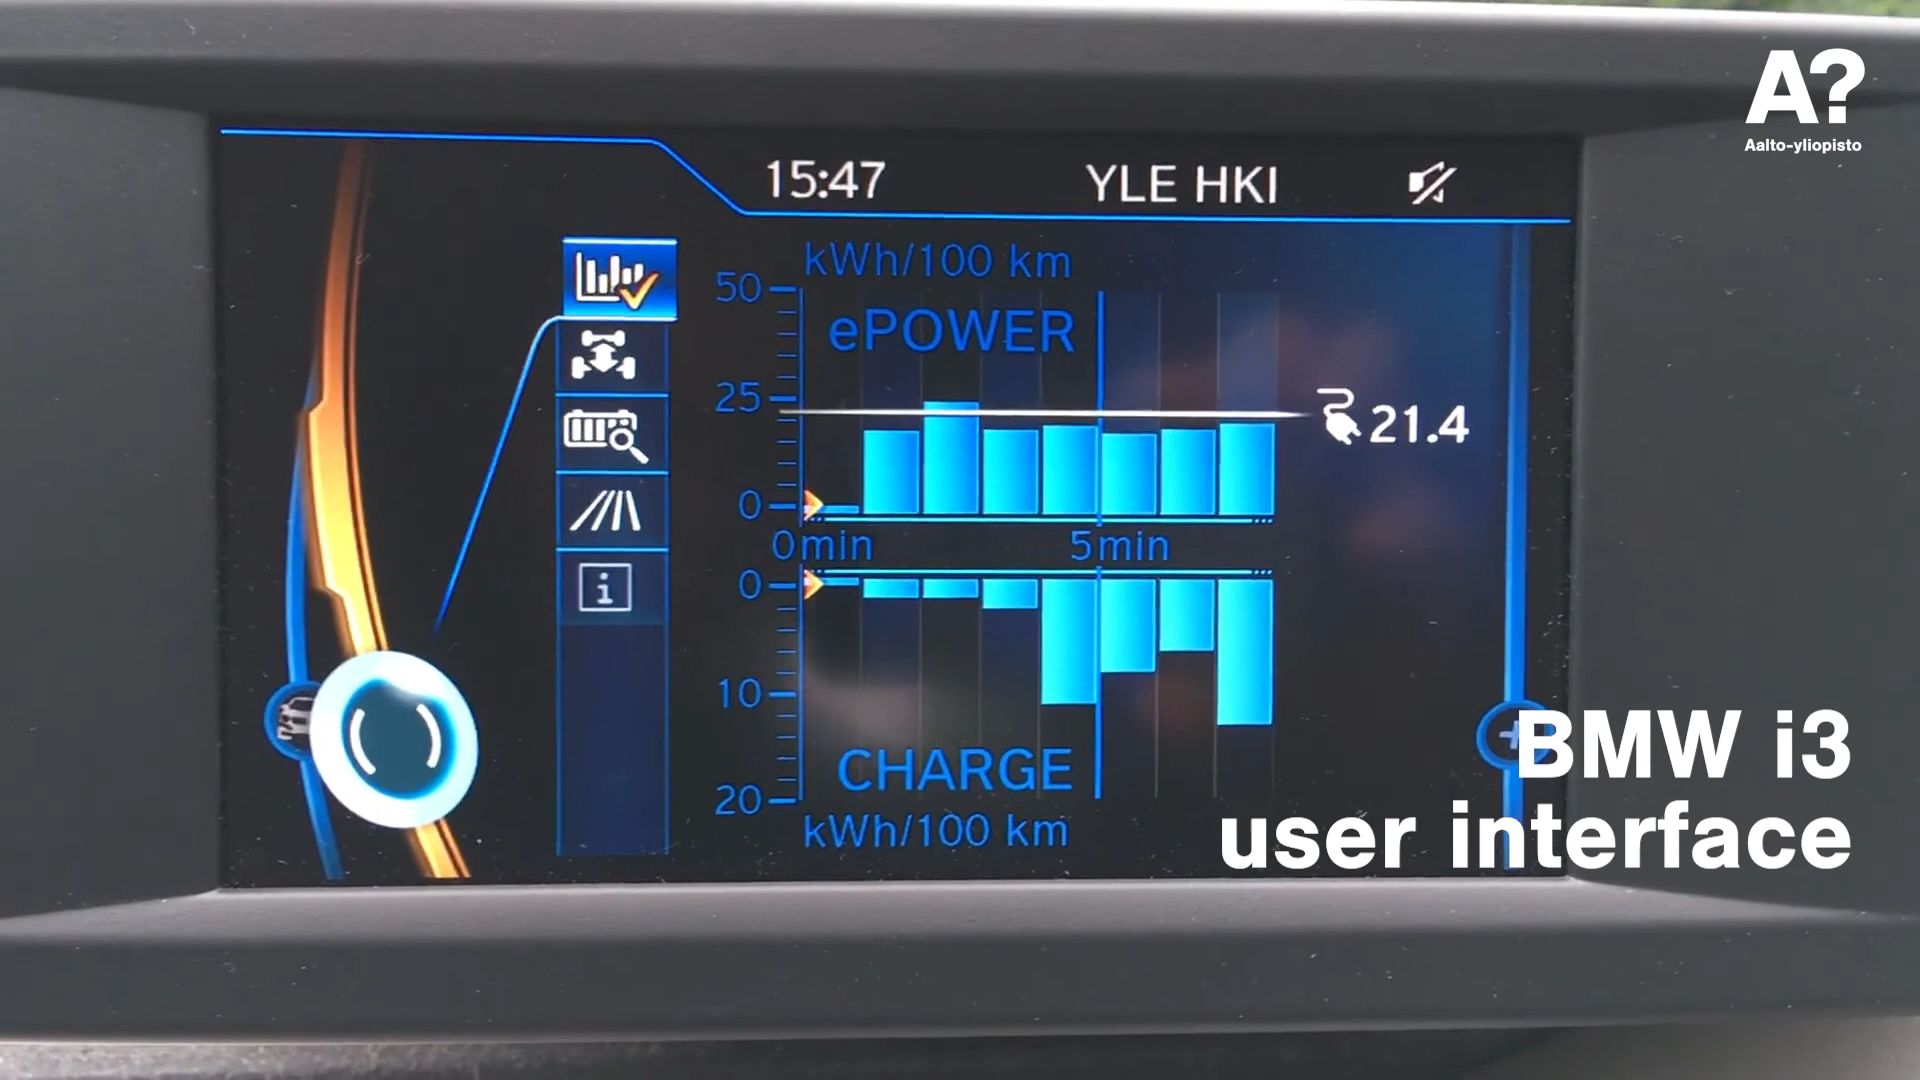 A?
Aalto-yliopisto
15:47 YLE HKI
kWh/100 km
50
ePOWER
25
21.4
0
0min 5min
0
10
CHARGE
20
kWh/100 km
i
BMW i3
user interface